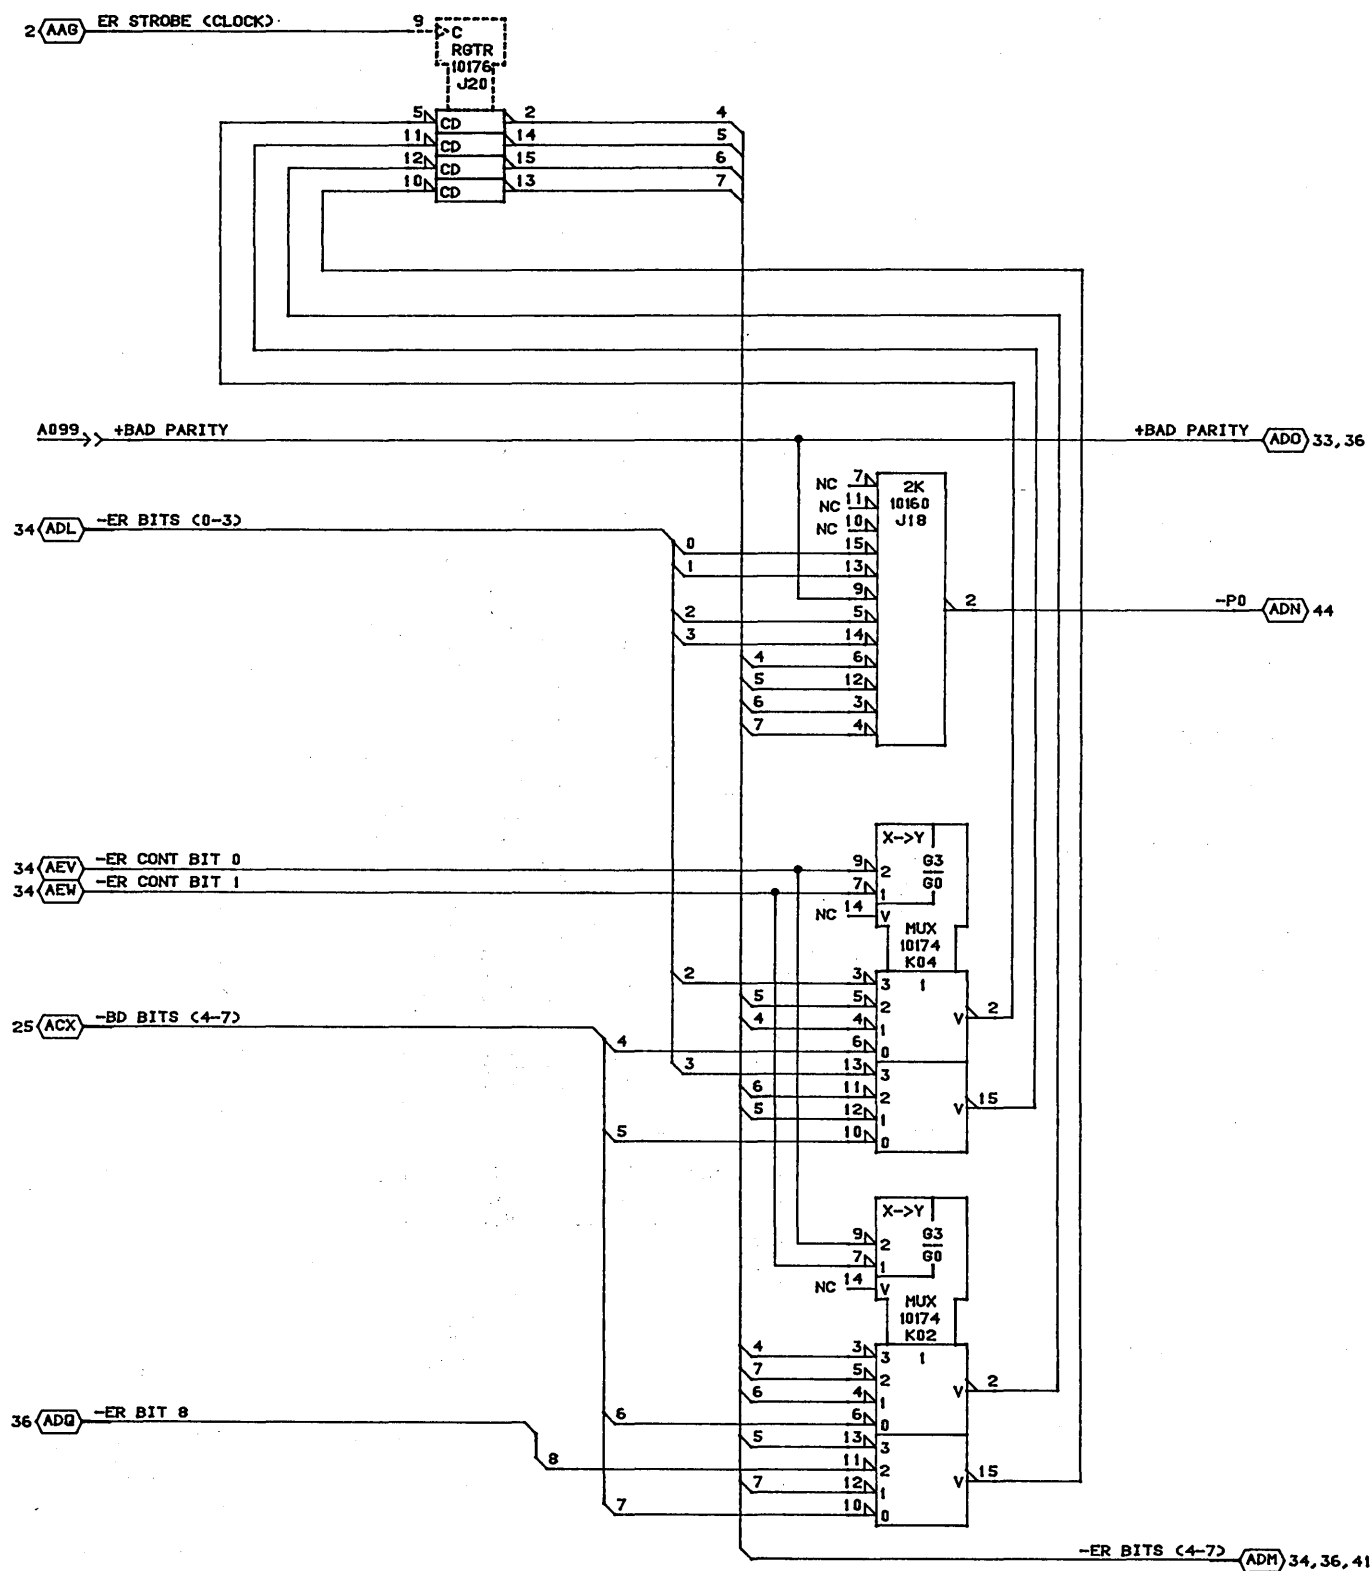 2 AAG ER STROBE (CLOCK) 9 C
RGTR
10176
J20
5 CD 2 4
11 CD 14 5
12 CD 15 6
10 CD 13 7
A099 +BAD PARITY +BAD PARITY ADO 33,36
NC 7 2K
NC 11 10160
NC 10 J18
34 ADL -ER BITS (0-3)
0 15
1 13
9
2 5
3 14
2 -P0 ADN 44
4 6
5 12
6 3
7 4
X->Y
34 AEV -ER CONT BIT 0 9 2 G3
34 AEW -ER CONT BIT 1 7 1 G0
NC 14 V
MUX
10174
K04
2 3 3 1
5 5 2
4 4 1 V 2
25 ACX -BD BITS (4-7) 4 6 0
3 13 3
6 11 2
5 12 1 V 15
5 10 0
X->Y
9 2 G3
7 1 G0
NC 14 V
MUX
10174
K02
4 3 3 1
7 5 2
6 4 1 V 2
36 ADQ -ER BIT 8 6 6 0
5 13 3
8 11 2
7 12 1 V 15
7 10 0
-ER BITS (4-7) ADM 34,36,41